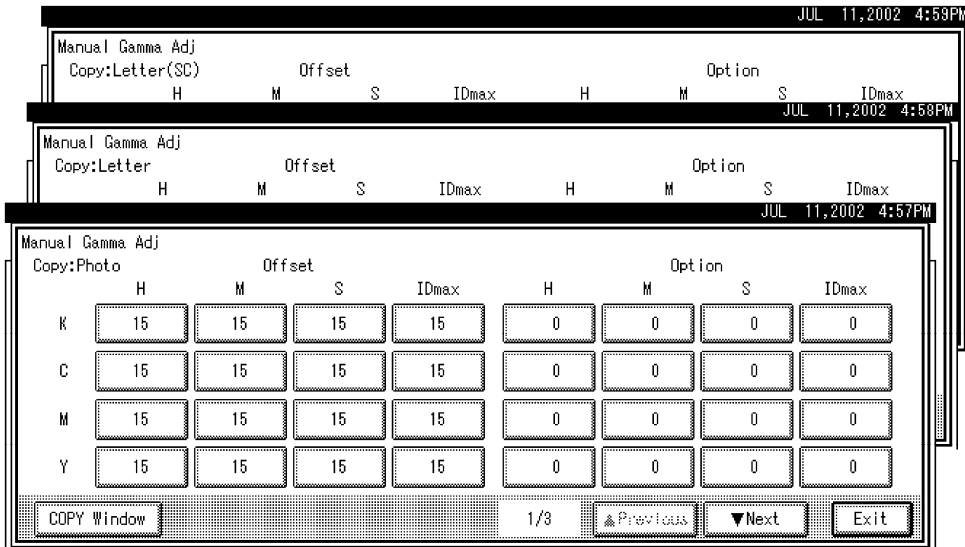 JUL 11,2002 4:59PM
Manual Gamma Adj
Copy:Letter(SC) Offset Option
H M S IDmax H M S IDmax
JUL 11,2002 4:58PM
Manual Gamma Adj
Copy:Letter Offset Option
H M S IDmax H M S IDmax
JUL 11,2002 4:57PM
Manual Gamma Adj
Copy:Photo Offset Option
H M S IDmax H M S IDmax
K 15 15 15 15 0 0 0 0
C 15 15 15 15 0 0 0 0
M 15 15 15 15 0 0 0 0
Y 15 15 15 15 0 0 0 0
COPY Window 1/3 ▲Previous ▼Next Exit